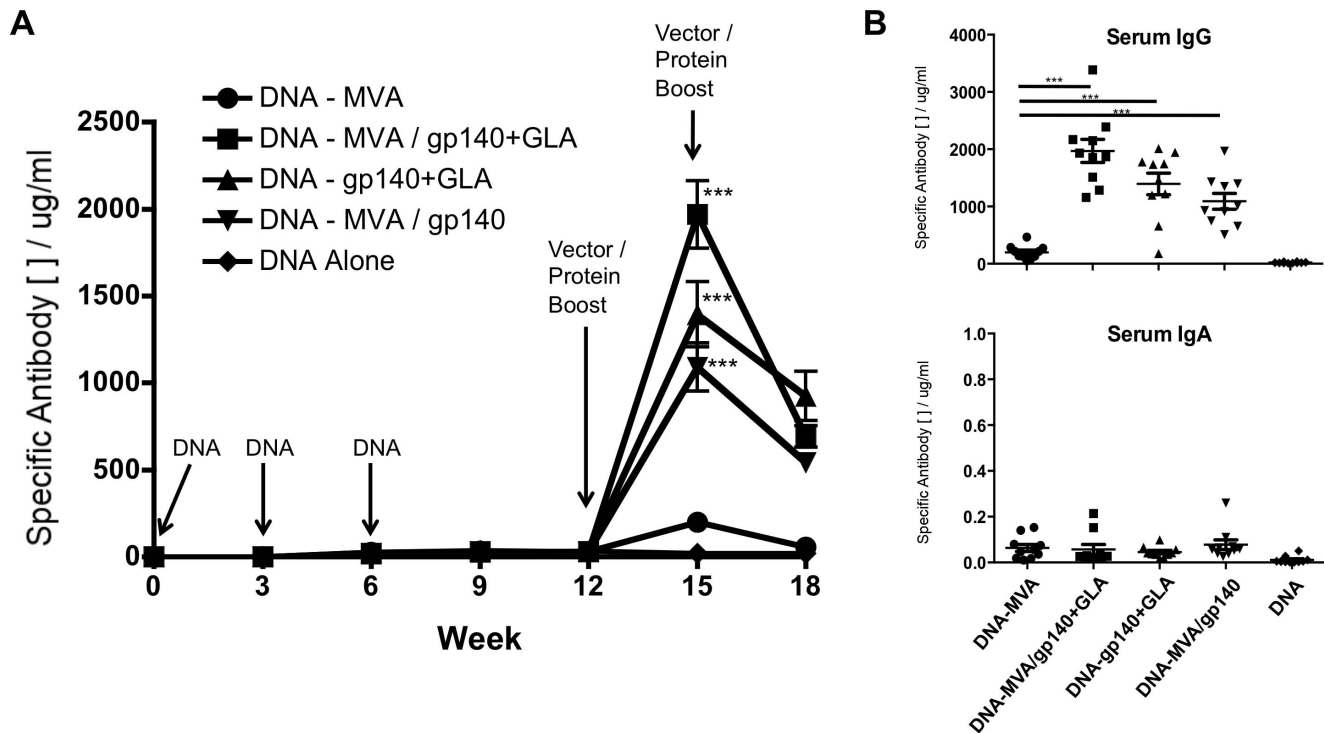 A
DNA - MVA
DNA - MVA / gp140+GLA
DNA - gp140+GLA
DNA - MVA / gp140
DNA Alone
Vector /
Protein
Boost
Vector /
Protein
Boost
Specific Antibody [ ] / ug/ml
2500
2000
1500
1000
500
0
DNA
DNA
DNA
***
***
***
0
3
6
9
12
15
18
Week
B
Serum IgG
Specific Antibody [ ] / ug/ml
4000
3000
2000
1000
0
***
***
***
Serum IgA
Specific Antibody [ ] / ug/ml
1.0
0.8
0.6
0.4
0.2
0.0
DNA-MVA
DNA-MVA/gp140+GLA
DNA-gp140+GLA
DNA-MVA/gp140
DNA